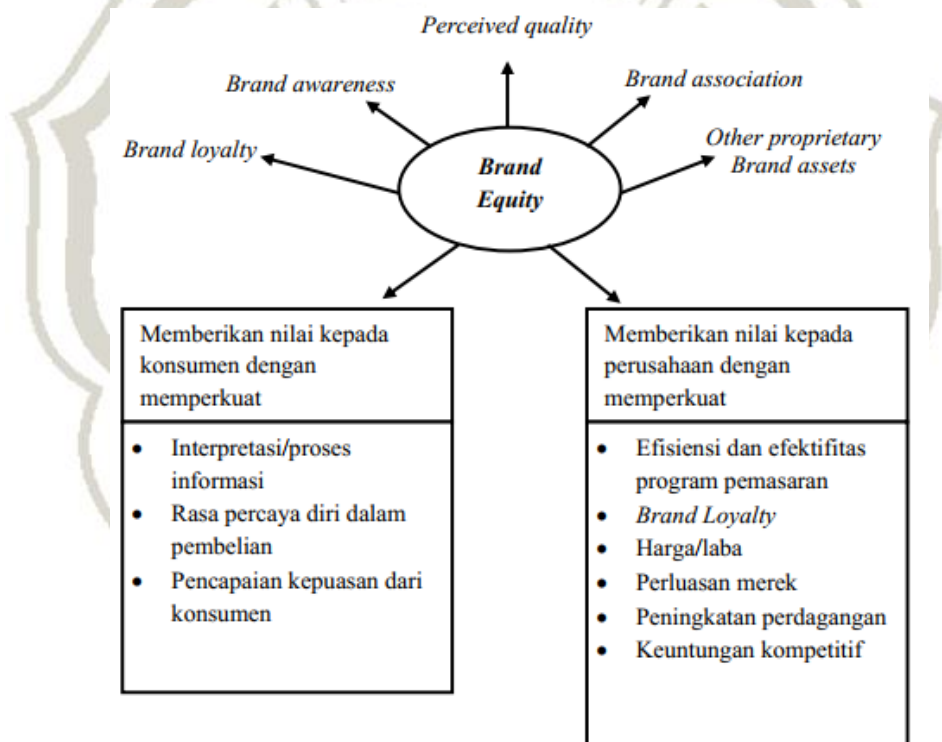 Perceived quality
Brand awareness
Brand association
Brand loyalty
Other proprietary
Brand assets
Brand
Equity
Memberikan nilai kepada
konsumen dengan
memperkuat
• Interpretasi/proses
informasi
• Rasa percaya diri dalam
pembelian
• Pencapaian kepuasan dari
konsumen
Memberikan nilai kepada
perusahaan dengan
memperkuat
• Efisiensi dan efektifitas
program pemasaran
• Brand Loyalty
• Harga/laba
• Perluasan merek
• Peningkatan perdagangan
• Keuntungan kompetitif